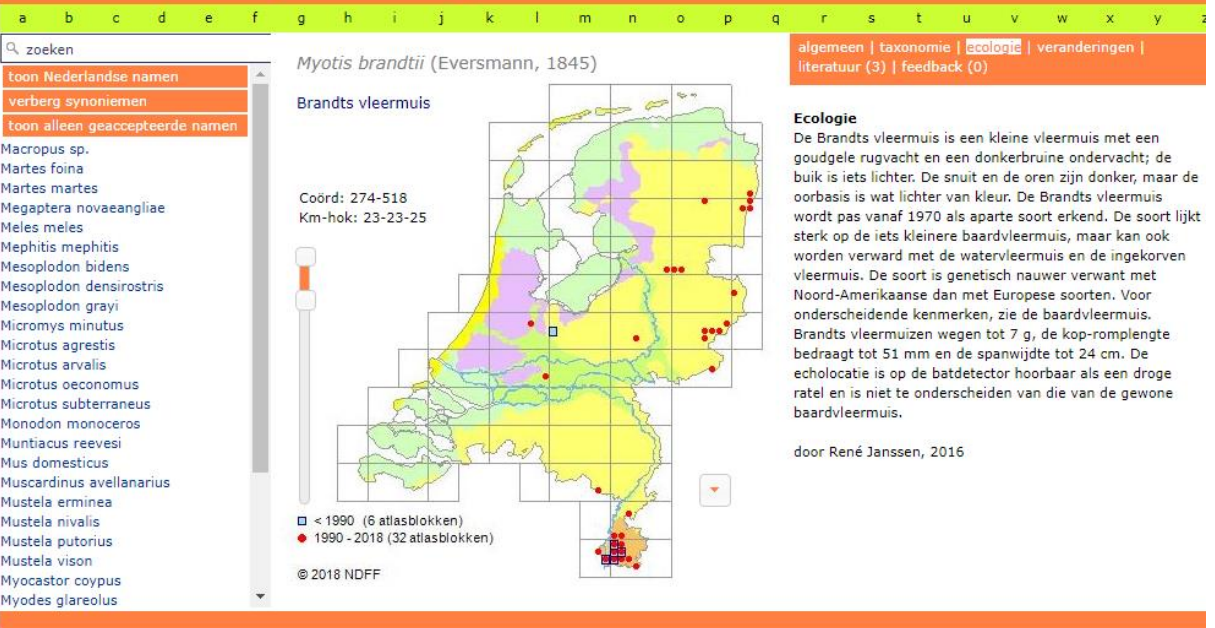 a b c d e f g h i j k l m n o p q r s t u v w x y z
zoeken
toon Nederlandse namen
verberg synoniemen
toon alleen geaccepteerde namen
Macropus sp.
Martes foina
Martes martes
Megaptera novaeangliae
Meles meles
Mephitis mephitis
Mesoplodon bidens
Mesoplodon densirostris
Mesoplodon grayi
Micromys minutus
Microtus agrestis
Microtus arvalis
Microtus oeconomus
Microtus subterraneus
Monodon monoceros
Muntiacus reevesi
Mus domesticus
Muscardinus avellanarius
Mustela erminea
Mustela nivalis
Mustela putorius
Mustela vison
Myocastor coypus
Myodes glareolus
Myotis brandtii (Eversmann, 1845)
Brandts vleermuis
Coörd: 274-518
Km-hok: 23-23-25
< 1990 (6 atlasblokken)
1990 - 2018 (32 atlasblokken)
© 2018 NDFF
algemeen | taxonomie | ecologie | veranderingen |
literatuur (3) | feedback (0)
Ecologie
De Brandts vleermuis is een kleine vleermuis met een
goudgele rugvacht en een donkerbruine ondervacht; de
buik is iets lichter. De snuit en de oren zijn donker, maar de
oorbasis is wat lichter van kleur. De Brandts vleermuis
wordt pas vanaf 1970 als aparte soort erkend. De soort lijkt
sterk op de iets kleinere baardvleermuis, maar kan ook
worden verward met de watervleermuis en de ingekorven
vleermuis. De soort is genetisch nauwer verwant met
Noord-Amerikaanse dan met Europese soorten. Voor
onderscheidende kenmerken, zie de baardvleermuis.
Brandts vleermuizen wegen tot 7 g, de kop-romplengte
bedraagt tot 51 mm en de spanwijdte tot 24 cm. De
echolocatie is op de batdetector hoorbaar als een droge
ratel en is niet te onderscheiden van die van de gewone
baardvleermuis.
door René Janssen, 2016